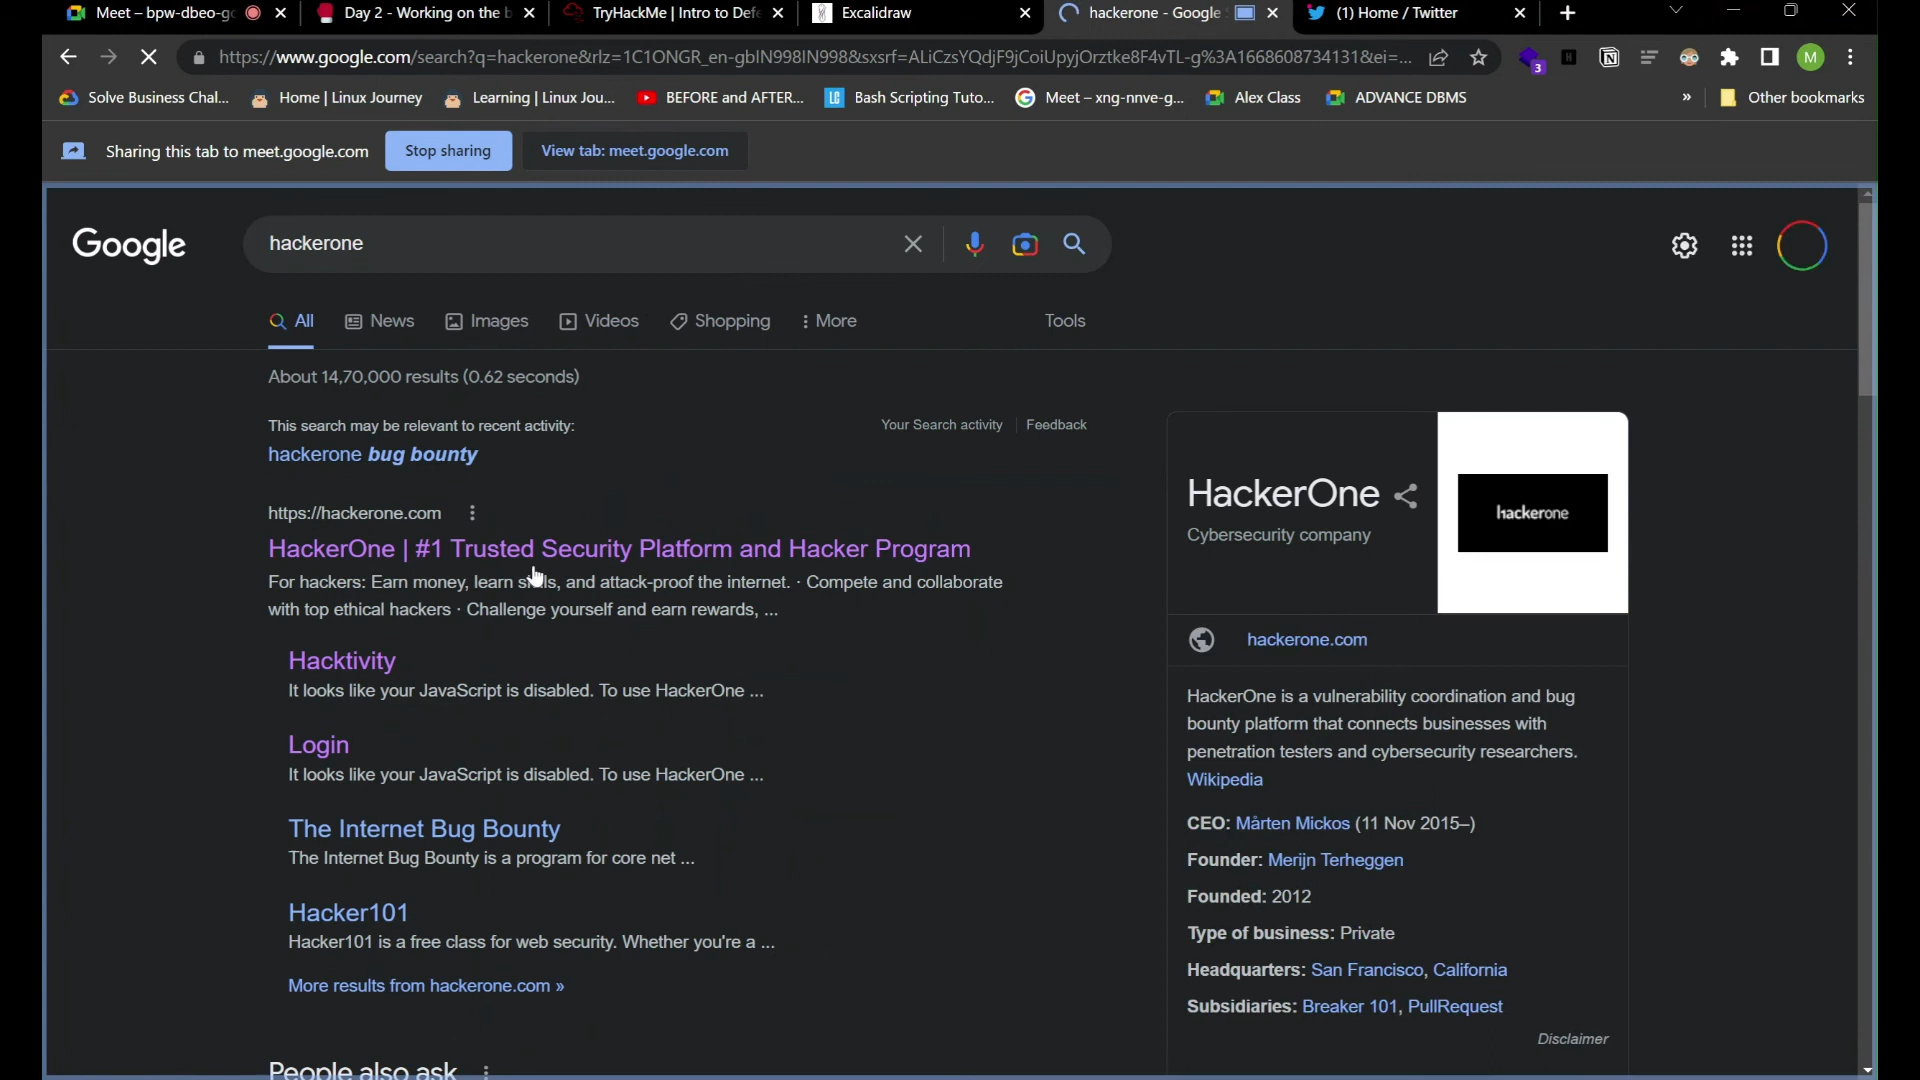 Meet – bpw-dbeo-gc
Day 2 - Working on the b
TryHackMe | Intro to Defe
Excalidraw
hackerone - Google S
(1) Home / Twitter
https://www.google.com/search?q=hackerone&rlz=1C1ONGR_en-gbIN998IN998&sxsrf=ALiCzsYQdjF9jCoiUpyjOrztke8F4vTL-g%3A1668608734131&ei=...
3
M
Solve Business Chal...
Home | Linux Journey
Learning | Linux Jou...
BEFORE and AFTER...
LC
Bash Scripting Tuto...
Meet – xng-nnve-g...
Alex Class
ADVANCE DBMS
»
Other bookmarks
Sharing this tab to meet.google.com
Stop sharing
View tab: meet.google.com
Google
hackerone
All
News
Images
Videos
Shopping
More
Tools
About 14,70,000 results (0.62 seconds)
This search may be relevant to recent activity:
Your Search activity
Feedback
hackerone bug bounty
https://hackerone.com
HackerOne | #1 Trusted Security Platform and Hacker Program
For hackers: Earn money, learn skills, and attack-proof the internet. · Compete and collaborate
with top ethical hackers · Challenge yourself and earn rewards, ...
Hacktivity
It looks like your JavaScript is disabled. To use HackerOne ...
Login
It looks like your JavaScript is disabled. To use HackerOne ...
The Internet Bug Bounty
The Internet Bug Bounty is a program for core net ...
Hacker101
Hacker101 is a free class for web security. Whether you're a ...
More results from hackerone.com »
People also ask
HackerOne
Cybersecurity company
hackerone
hackerone.com
HackerOne is a vulnerability coordination and bug
bounty platform that connects businesses with
penetration testers and cybersecurity researchers.
Wikipedia
CEO: Mårten Mickos (11 Nov 2015–)
Founder: Merijn Terheggen
Founded: 2012
Type of business: Private
Headquarters: San Francisco, California
Subsidiaries: Breaker 101, PullRequest
Disclaimer